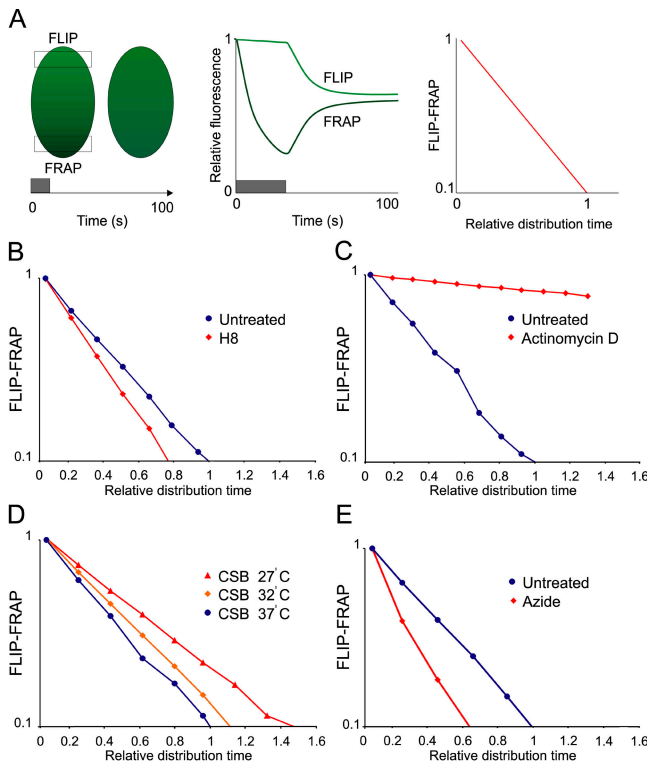 A
FLIP
FRAP
0
100
Time (s)
Relative fluorescence
1
0
FLIP
FRAP
0
100
Time (s)
FLIP-FRAP
1
0.1
1
Relative distribution time
B
FLIP-FRAP
1
0.1
Untreated
H8
0 0.2 0.4 0.6 0.8 1 1.2 1.4 1.6
Relative distribution time
C
FLIP-FRAP
1
0.1
Untreated
Actinomycin D
0 0.2 0.4 0.6 0.8 1 1.2 1.4 1.6
Relative distribution time
D
FLIP-FRAP
1
0.1
CSB 27°C
CSB 32°C
CSB 37°C
0 0.2 0.4 0.6 0.8 1 1.2 1.4 1.6
Relative distribution time
E
FLIP-FRAP
1
0.1
Untreated
Azide
0 0.2 0.4 0.6 0.8 1 1.2 1.4 1.6
Relative distribution time